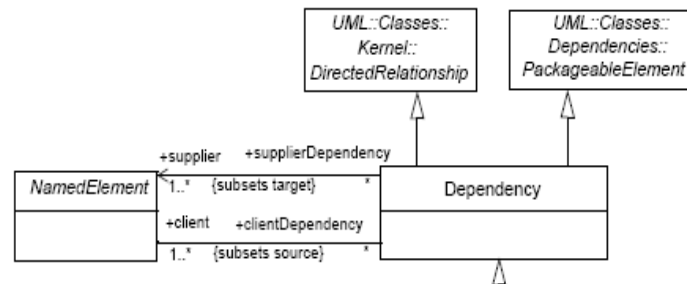 UML::Classes::
Kernel::
DirectedRelationship
UML::Classes::
Dependencies::
PackageableElement
+supplier +supplierDependency
1..* {subsets target} *
NamedElement
Dependency
+client +clientDependency
1..* {subsets source} *